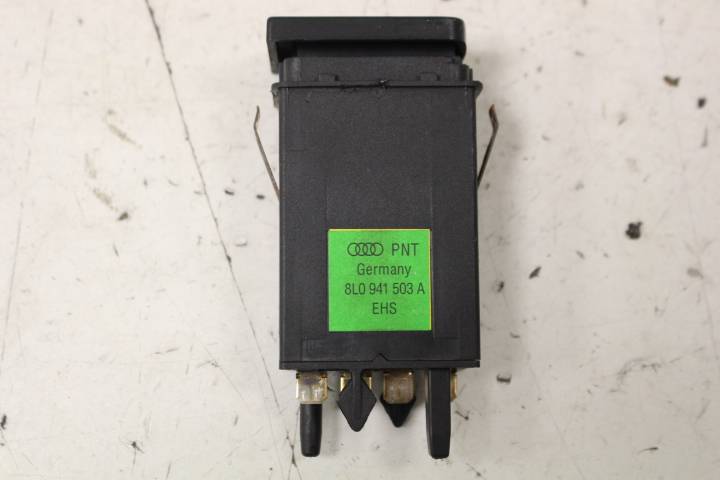 PNT
Germany
8L0 941 503 A
EHS